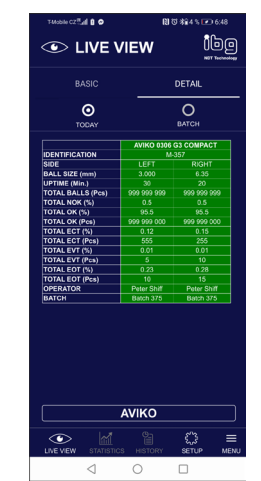 T-Mobile CZ 4 % 6:48
LIVE VIEW
ibg
NET Technology
BASIC DETAIL
TODAY BATCH
AVIKO 0306 G3 COMPACT
IDENTIFICATION M-357
SIDE LEFT RIGHT
BALL SIZE (mm) 3.000 6.35
UPTIME (Min.) 30 20
TOTAL BALLS (Pcs) 999 999 999 999 999 999
TOTAL NOK (%) 0.5 0.5
TOTAL OK (%) 95.5 95.5
TOTAL OK (Pcs) 999 999 000 999 999 000
TOTAL ECT (%) 0.12 0.15
TOTAL ECT (Pcs) 555 255
TOTAL EVT (%) 0.01 0.01
TOTAL EVT (Pcs) 5 10
TOTAL EOT (%) 0.23 0.28
TOTAL EOT (Pcs) 10 15
OPERATOR Peter Shiff Peter Shiff
BATCH Batch 375 Batch 375
AVIKO
LIVE VIEW STATISTICS HISTORY SETUP MENU